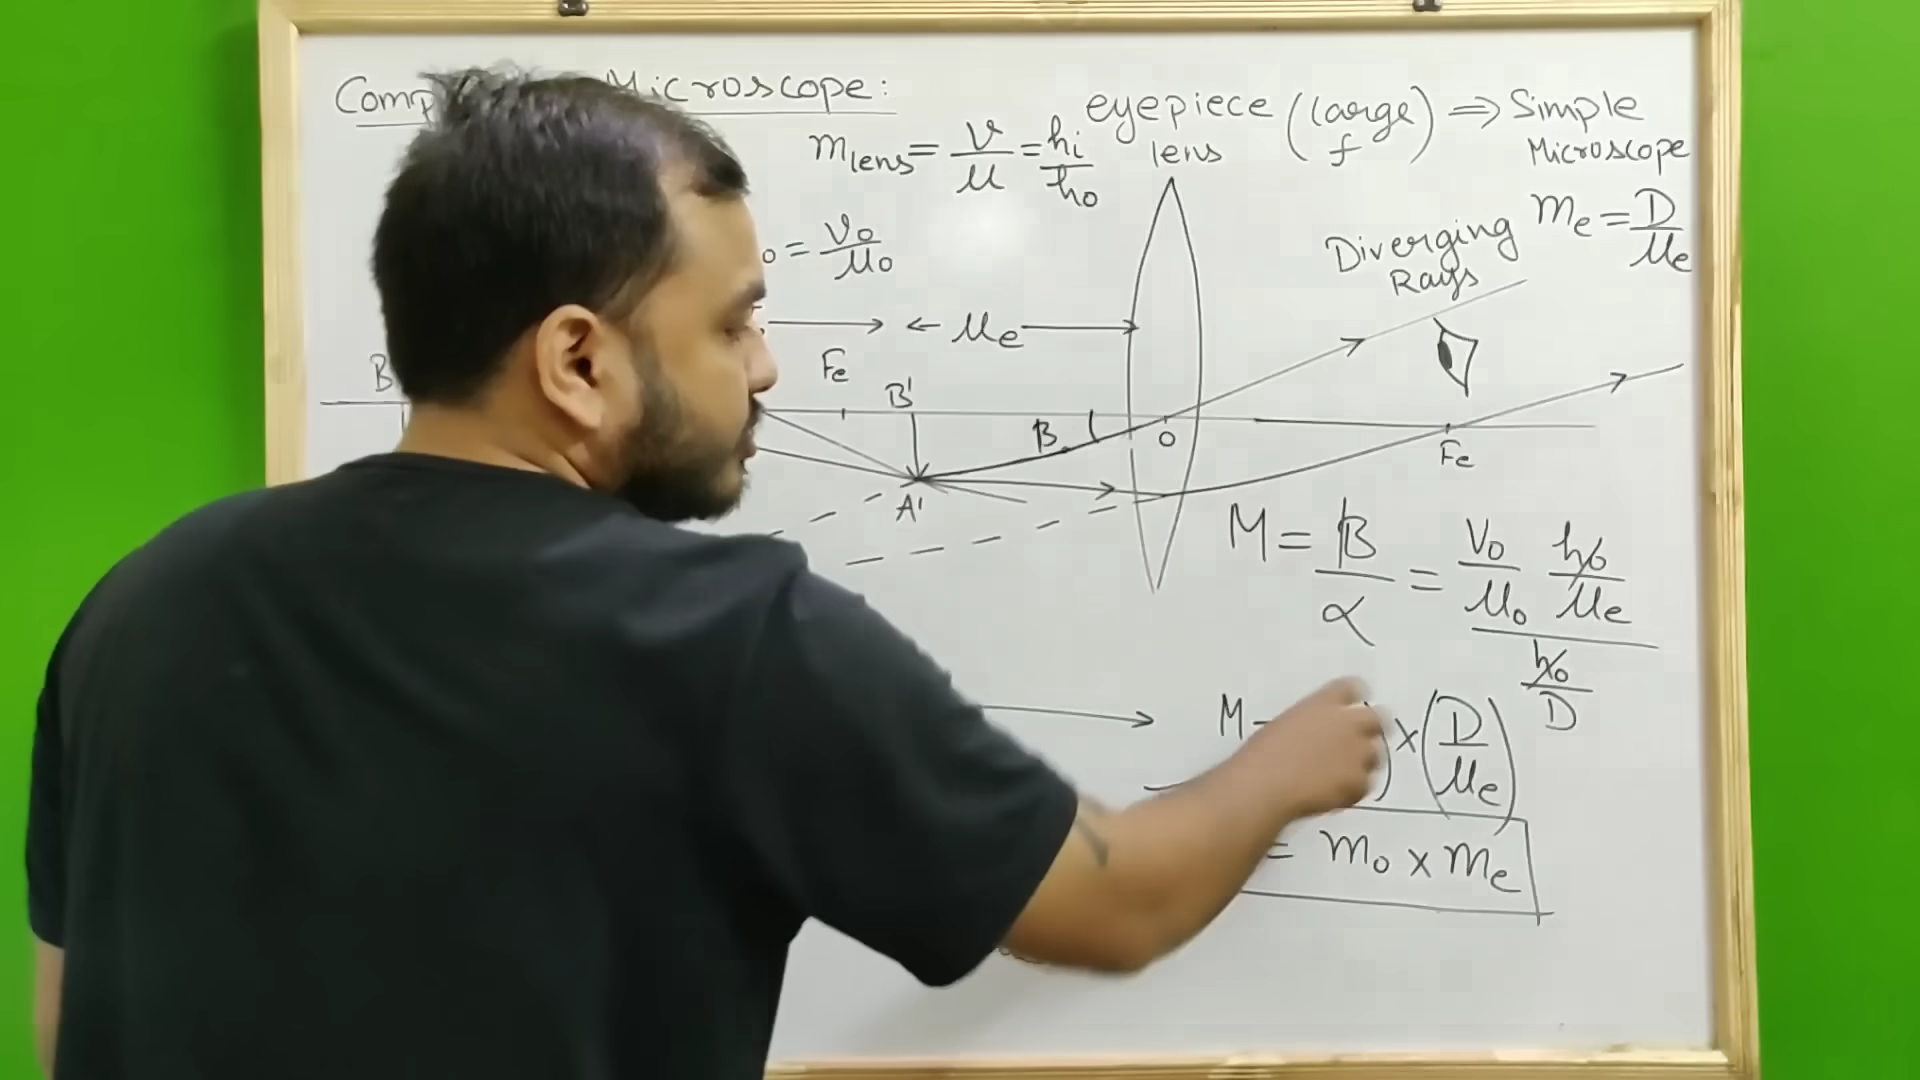 Microscope:
eyepiece (large f) ⇒ Simple
lens
Microscope
m lens = v/u = hi/ho
me = D/ue
= vo/uo
Diverging
Rays
ue
Fe
B
B'
β
O
Fe
A'
M = β/α = (vo/uo ho/ue)/(ho/D)
M = × (D/ue)
= mo × me